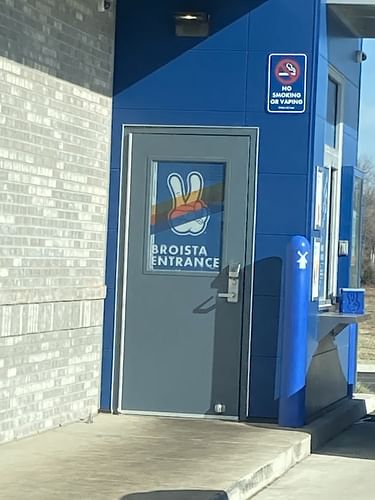 NO
SMOKING
OR VAPING
BROISTA
ENTRANCE